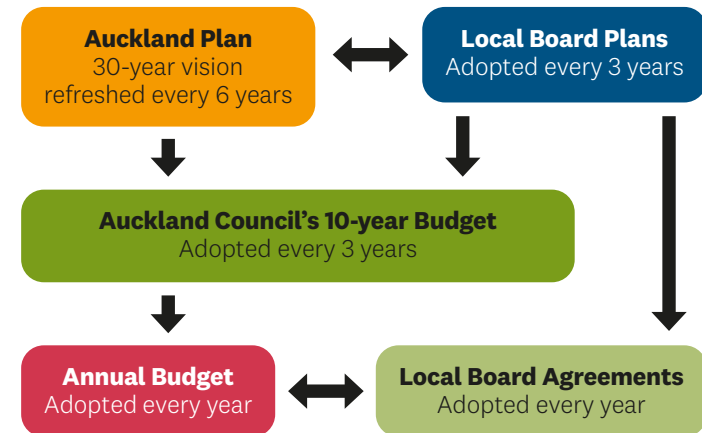 Auckland Plan
30-year vision
refreshed every 6 years
Local Board Plans
Adopted every 3 years
Auckland Council’s 10-year Budget
Adopted every 3 years
Annual Budget
Adopted every year
Local Board Agreements
Adopted every year